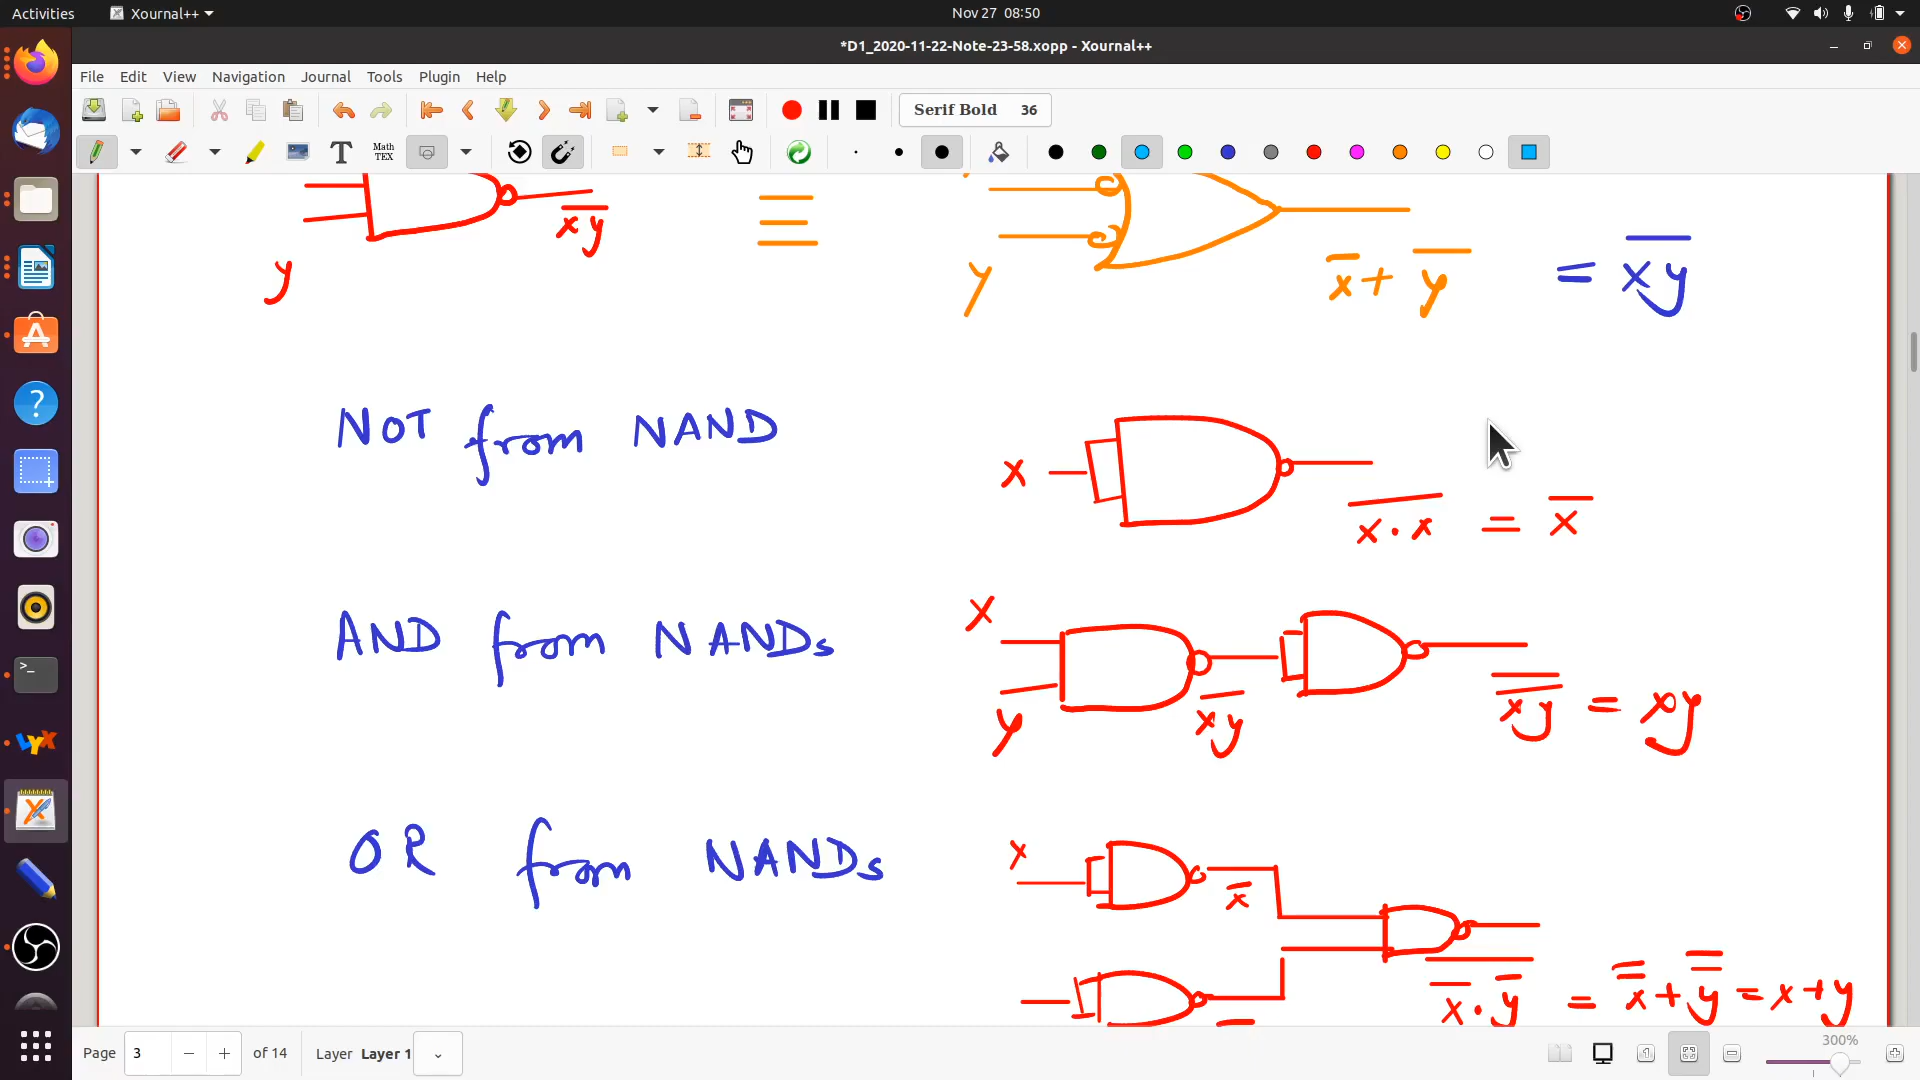 Activities Xournal++ Nov 27 08:50
*D1_2020-11-22-Note-23-58.xopp - Xournal++
File Edit View Navigation Journal Tools Plugin Help
Serif Bold 36
T Math TEX
x̅y̅
y
y
x̅ + y̅ = x̅y̅
NOT from NAND
x
x̅·̅x̅ = x̅
AND from NANDs
x
y
x̅y̅
x̿y̿ = xy
OR from NANDs
x
x̅
x̅·y̅ = x̿ + y̿ = x + y
Page 3 − + of 14 Layer Layer 1 300%